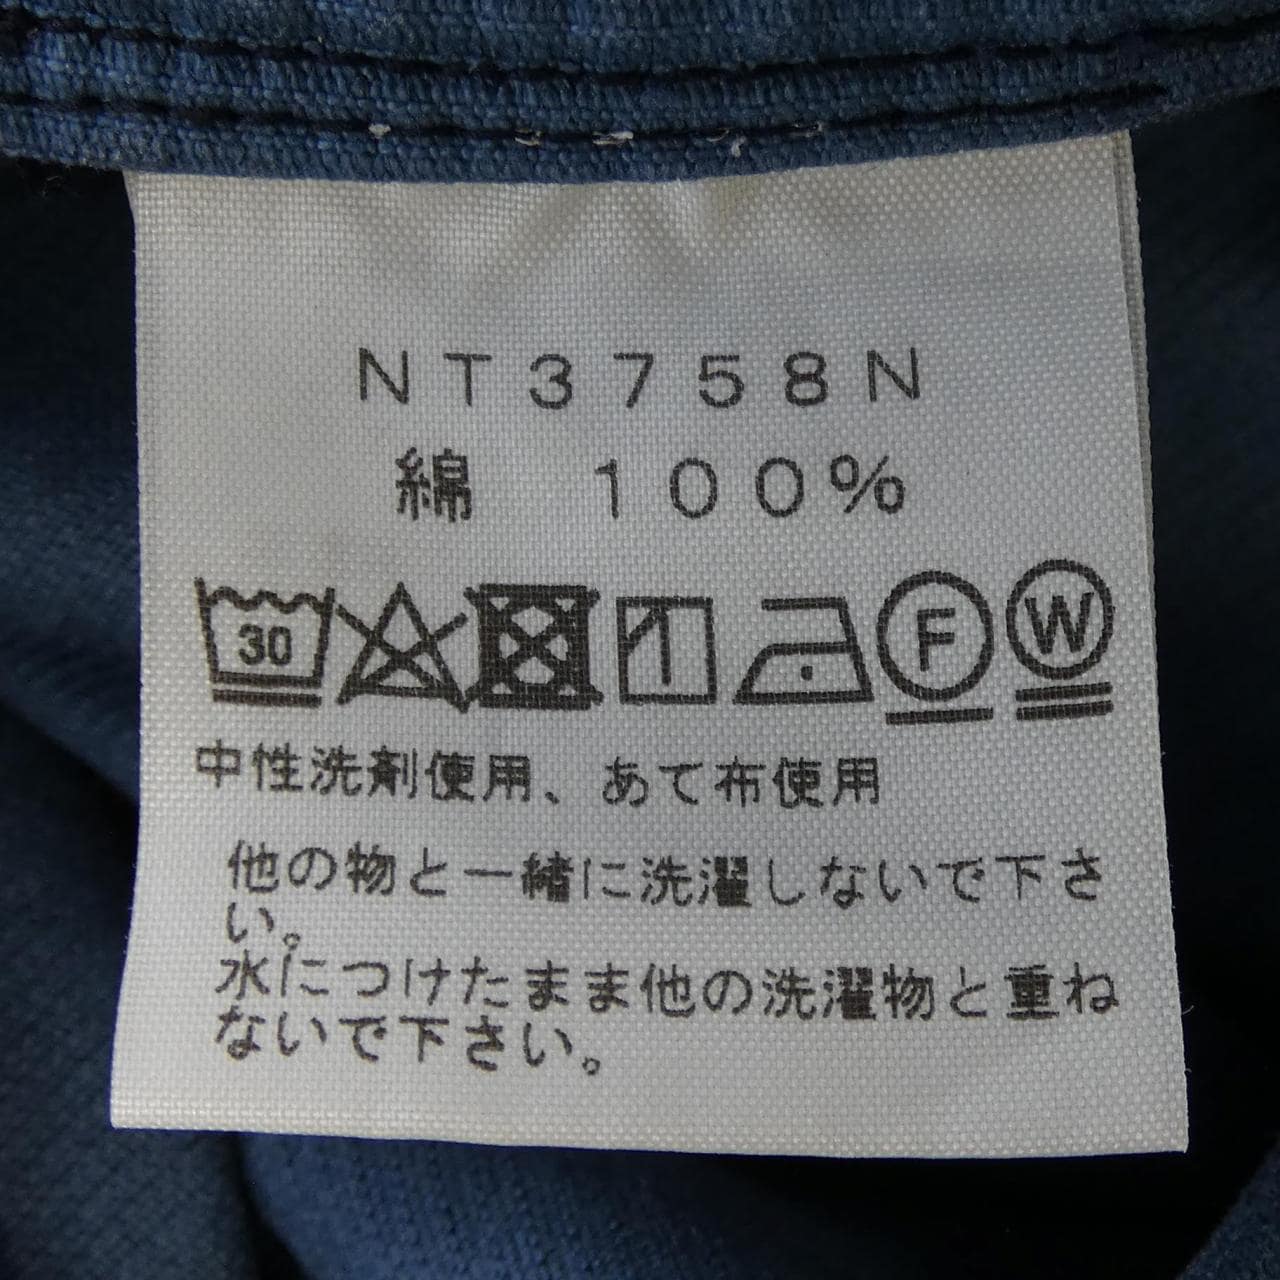 NT3758N
綿 100%
30 F W
中性洗剤使用、あて布使用
他の物と一緒に洗濯しないで下さ
い。
水につけたまま他の洗濯物と重ね
ないで下さい。